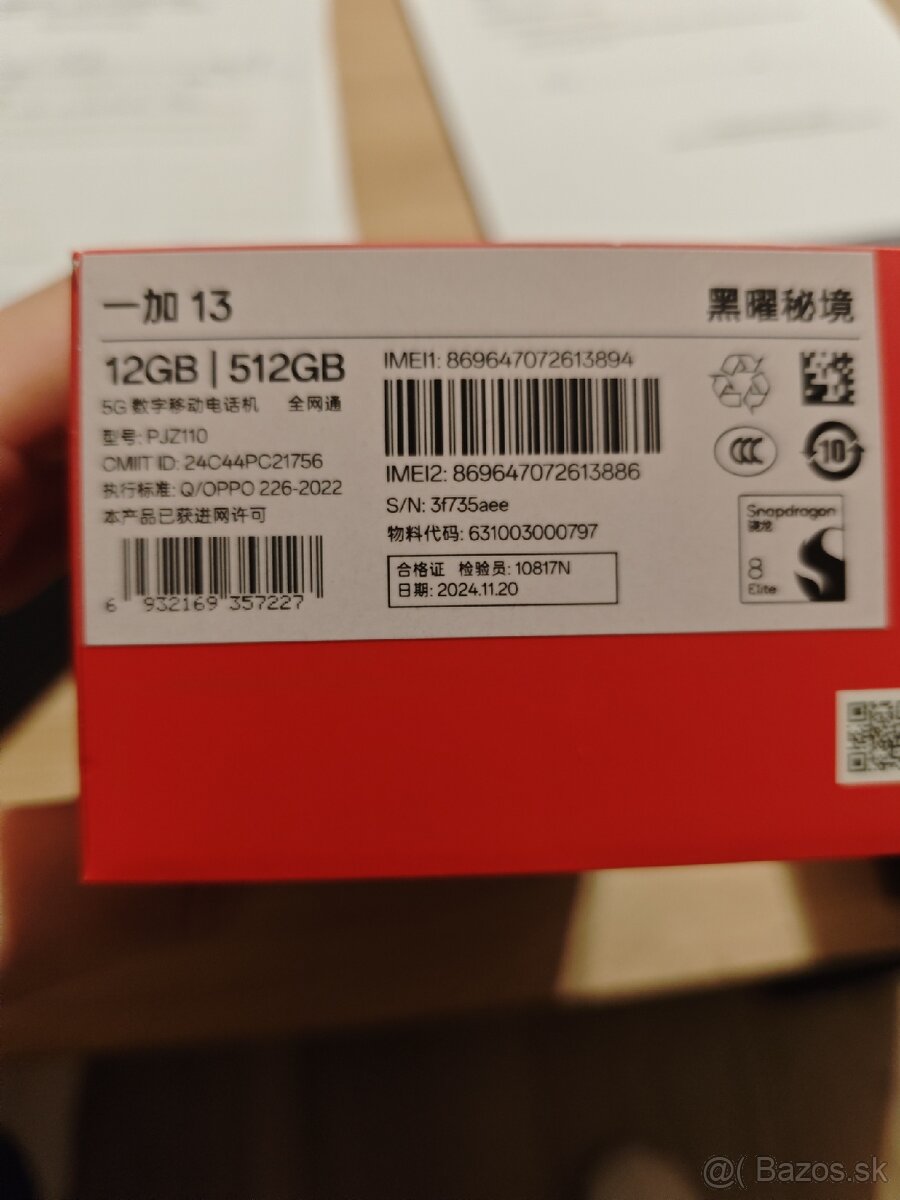 一加 13
黑曜秘境
12GB | 512GB
5G 数字移动电话机 全网通
型号: PJZ110
CMIIT ID: 24C44PC21756
执行标准: Q/OPPO 226-2022
本产品已获进网许可
6 932169 357227
IMEI1: 869647072613894
IMEI2: 869647072613886
S/N: 3f735aee
物料代码: 631003000797
合格证 检验员: 10817N
日期: 2024.11.20
CCC
10
Snapdragon
骁龙
8
Elite
@( Bazos.sk